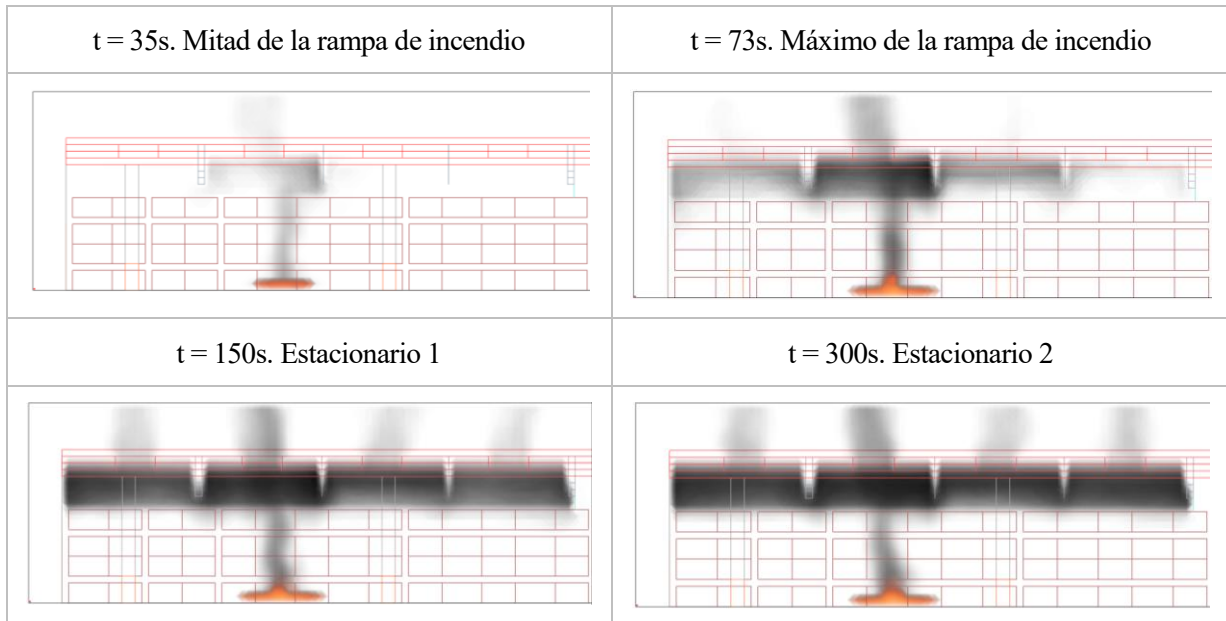 t = 35s. Mitad de la rampa de incendio
t = 73s. Máximo de la rampa de incendio
t = 150s. Estacionario 1
t = 300s. Estacionario 2